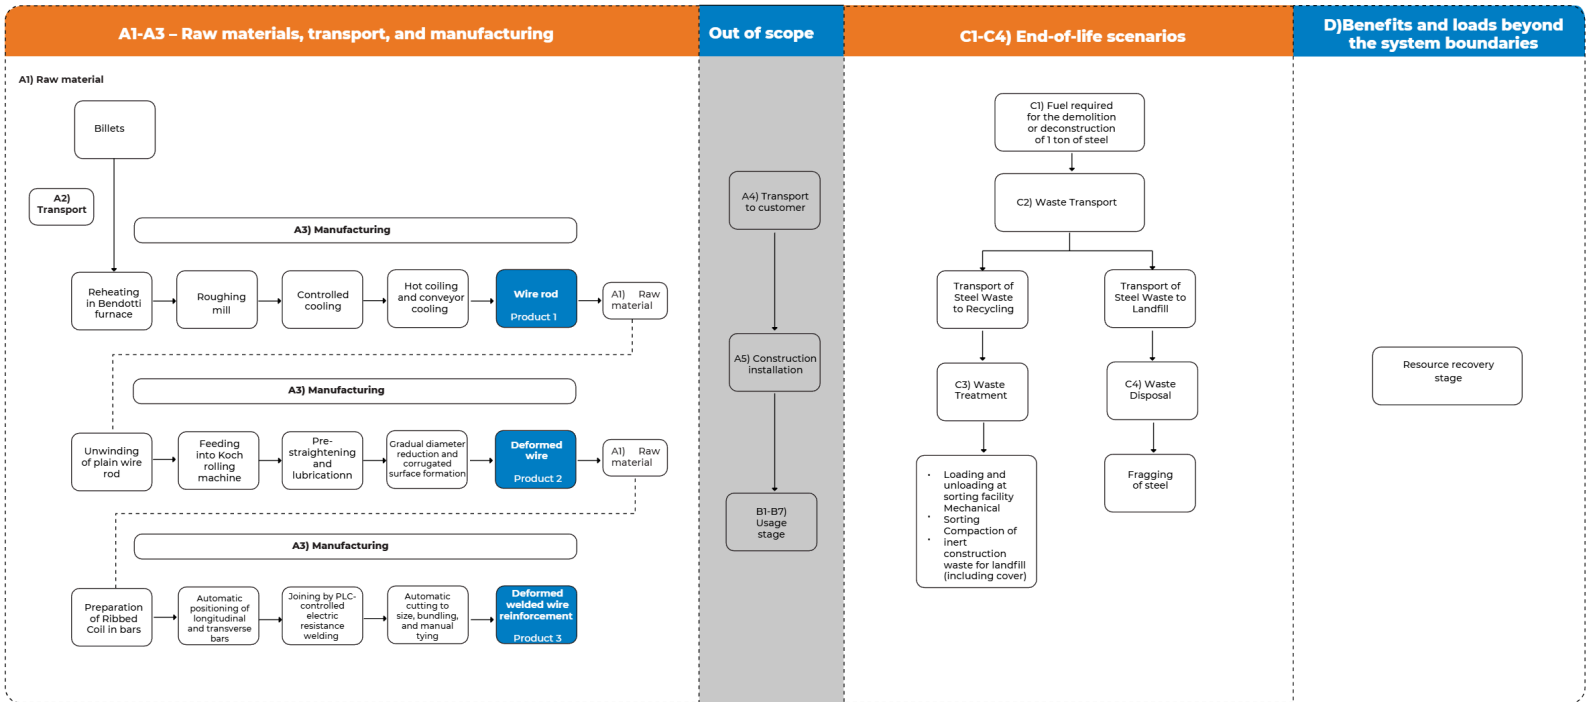 A1-A3 – Raw materials, transport, and manufacturing
Out of scope
C1-C4) End-of-life scenarios
D)Benefits and loads beyond
the system boundaries
A1) Raw material
Billets
A2)
Transport
A3) Manufacturing
Reheating
in Bendotti
furnace
Roughing
mill
Controlled
cooling
Hot coiling
and conveyor
cooling
Wire rod
Product 1
A1) Raw
material
A3) Manufacturing
Unwinding
of plain wire
rod
Feeding
into Koch
rolling
machine
Pre-
straightening
and
lubricationn
Gradual diameter
reduction and
corrugated
surface formation
Deformed
wire
Product 2
A1) Raw
material
A3) Manufacturing
Preparation
of Ribbed
Coil in bars
Automatic
positioning of
longitudinal
and transverse
bars
Joining by PLC-
controlled
electric
resistance
welding
Automatic
cutting to
size, bundling,
and manual
tying
Deformed
welded wire
reinforcement
Product 3
A4) Transport
to customer
A5) Construction
installation
B1-B7)
Usage
stage
C1) Fuel required
for the demolition
or deconstruction
of 1 ton of steel
C2) Waste Transport
Transport of
Steel Waste
to Recycling
Transport of
Steel Waste to
Landfill
C3) Waste
Treatment
C4) Waste
Disposal
• Loading and
unloading at
sorting facility
Mechanical
• Sorting
Compaction of
• inert
construction
waste for landfill
(including cover)
Fragging
of steel
Resource recovery
stage